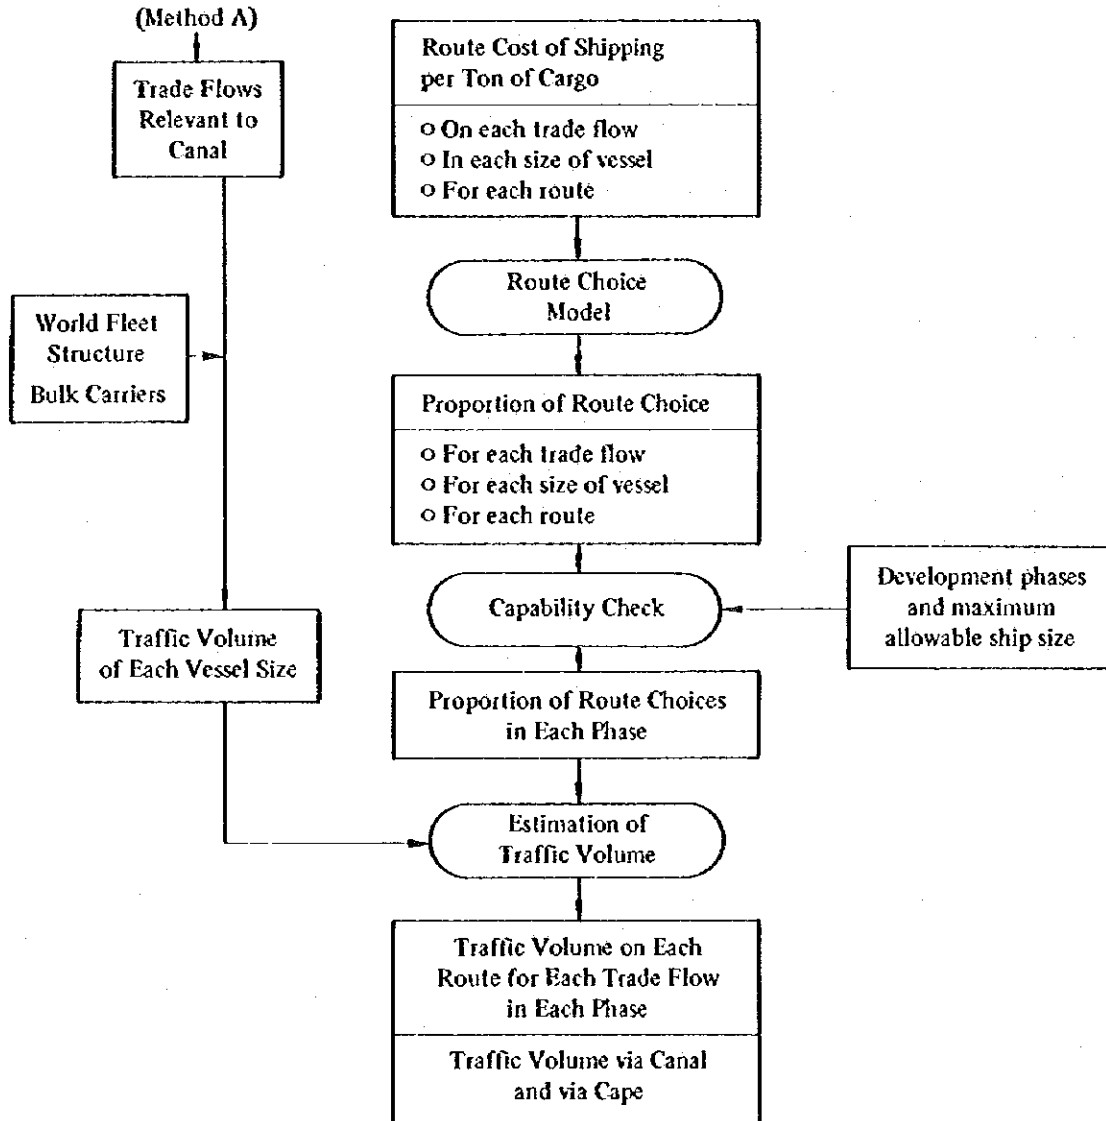 (Method A)
Trade Flows
Relevant to
Canal
Route Cost of Shipping
per Ton of Cargo
o On each trade flow
o In each size of vessel
o For each route
Route Choice
Model
World Fleet
Structure
Bulk Carriers
Proportion of Route Choice
o For each trade flow
o For each size of vessel
o For each route
Capability Check
Development phases
and maximum
allowable ship size
Traffic Volume
of Each Vessel Size
Proportion of Route Choices
in Each Phase
Estimation of
Traffic Volume
Traffic Volume on Each
Route for Each Trade Flow
in Each Phase
Traffic Volume via Canal
and via Cape